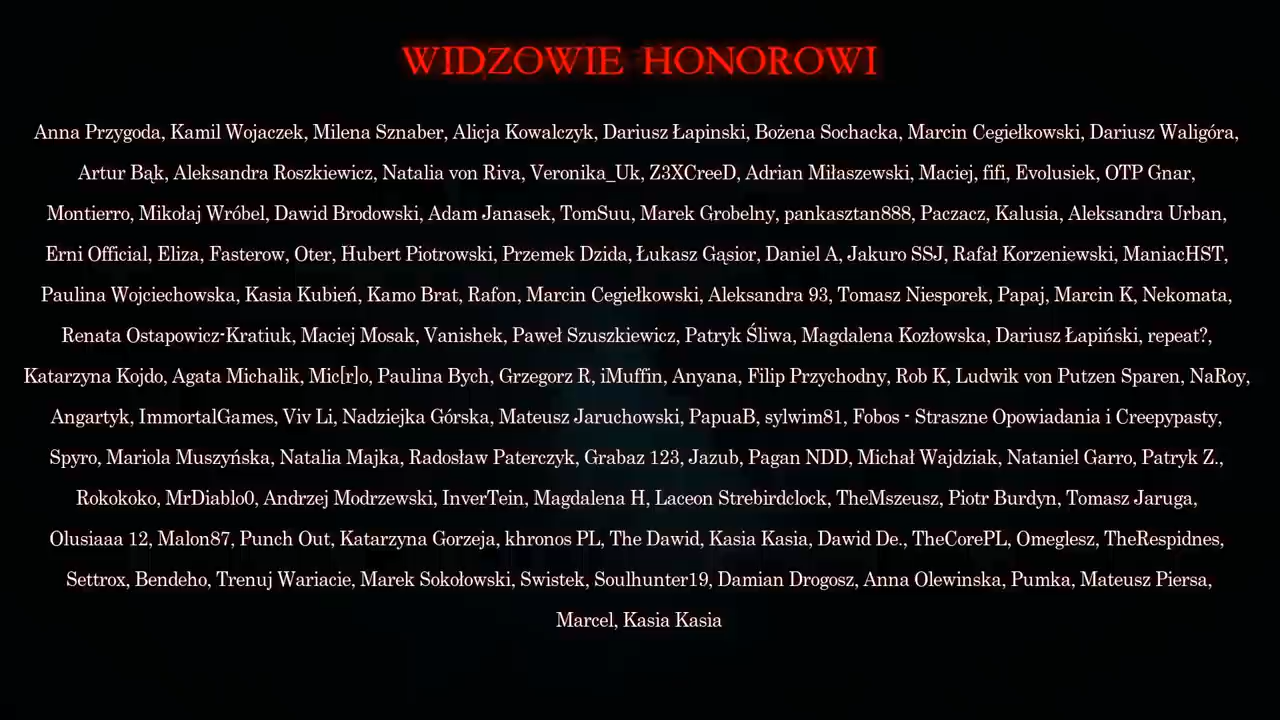 WIDZOWIE HONOROWI
Anna Przygoda, Kamil Wojaczek, Milena Sznaber, Alicja Kowalczyk, Dariusz Łapinski, Bożena Sochacka, Marcin Cegiełkowski, Dariusz Waligóra,
Artur Bąk, Aleksandra Roszkiewicz, Natalia von Riva, Veronika_Uk, Z3XCreeD, Adrian Miłaszewski, Maciej, fifi, Evolusiek, OTP Gnar,
Montierro, Mikołaj Wróbel, Dawid Brodowski, Adam Janasek, TomSuu, Marek Grobelny, pankasztan888, Paczacz, Kalusia, Aleksandra Urban,
Erni Official, Eliza, Fasterow, Oter, Hubert Piotrowski, Przemek Dzida, Łukasz Gąsior, Daniel A, Jakuro SSJ, Rafał Korzeniewski, ManiacHST,
Paulina Wojciechowska, Kasia Kubień, Kamo Brat, Rafon, Marcin Cegiełkowski, Aleksandra 93, Tomasz Niesporek, Papaj, Marcin K, Nekomata,
Renata Ostapowicz-Kratiuk, Maciej Mosak, Vanishek, Paweł Szuszkiewicz, Patryk Śliwa, Magdalena Kozłowska, Dariusz Łapiński, repeat?,
Katarzyna Kojdo, Agata Michalik, Mic[r]o, Paulina Bych, Grzegorz R, iMuffin, Anyana, Filip Przychodny, Rob K, Ludwik von Putzen Sparen, NaRoy,
Angartyk, ImmortalGames, Viv Li, Nadziejka Górska, Mateusz Jaruchowski, PapuaB, sylwim81, Fobos - Straszne Opowiadania i Creepypasty,
Spyro, Mariola Muszyńska, Natalia Majka, Radosław Paterczyk, Grabaz 123, Jazub, Pagan NDD, Michał Wajdziak, Nataniel Garro, Patryk Z.,
Rokokoko, MrDiablo0, Andrzej Modrzewski, InverTein, Magdalena H, Laceon Strebirdclock, TheMszeusz, Piotr Burdyn, Tomasz Jaruga,
Olusiaaa 12, Malon87, Punch Out, Katarzyna Gorzeja, khronos PL, The Dawid, Kasia Kasia, Dawid De., TheCorePL, Omeglesz, TheRespidnes,
Settrox, Bendeho, Trenuj Wariacie, Marek Sokołowski, Swistek, Soulhunter19, Damian Drogosz, Anna Olewinska, Pumka, Mateusz Piersa,
Marcel, Kasia Kasia